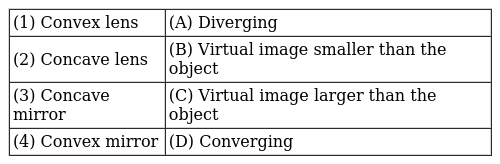 (1) Convex lens
(A) Diverging
(2) Concave lens
(B) Virtual image smaller than the
object
(3) Concave
mirror
(C) Virtual image larger than the
object
(4) Convex mirror
(D) Converging